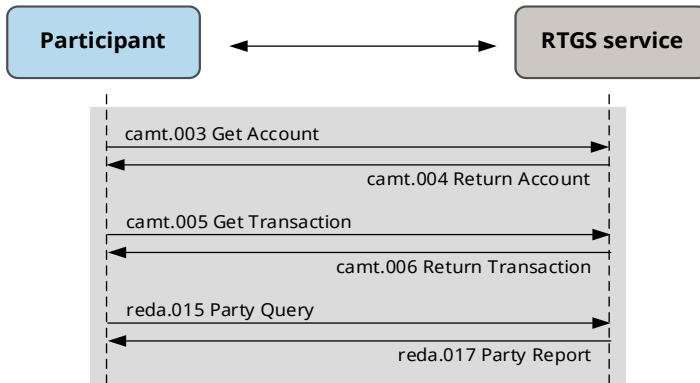 Participant
RTGS service
camt.003 Get Account
camt.004 Return Account
camt.005 Get Transaction
camt.006 Return Transaction
reda.015 Party Query
reda.017 Party Report